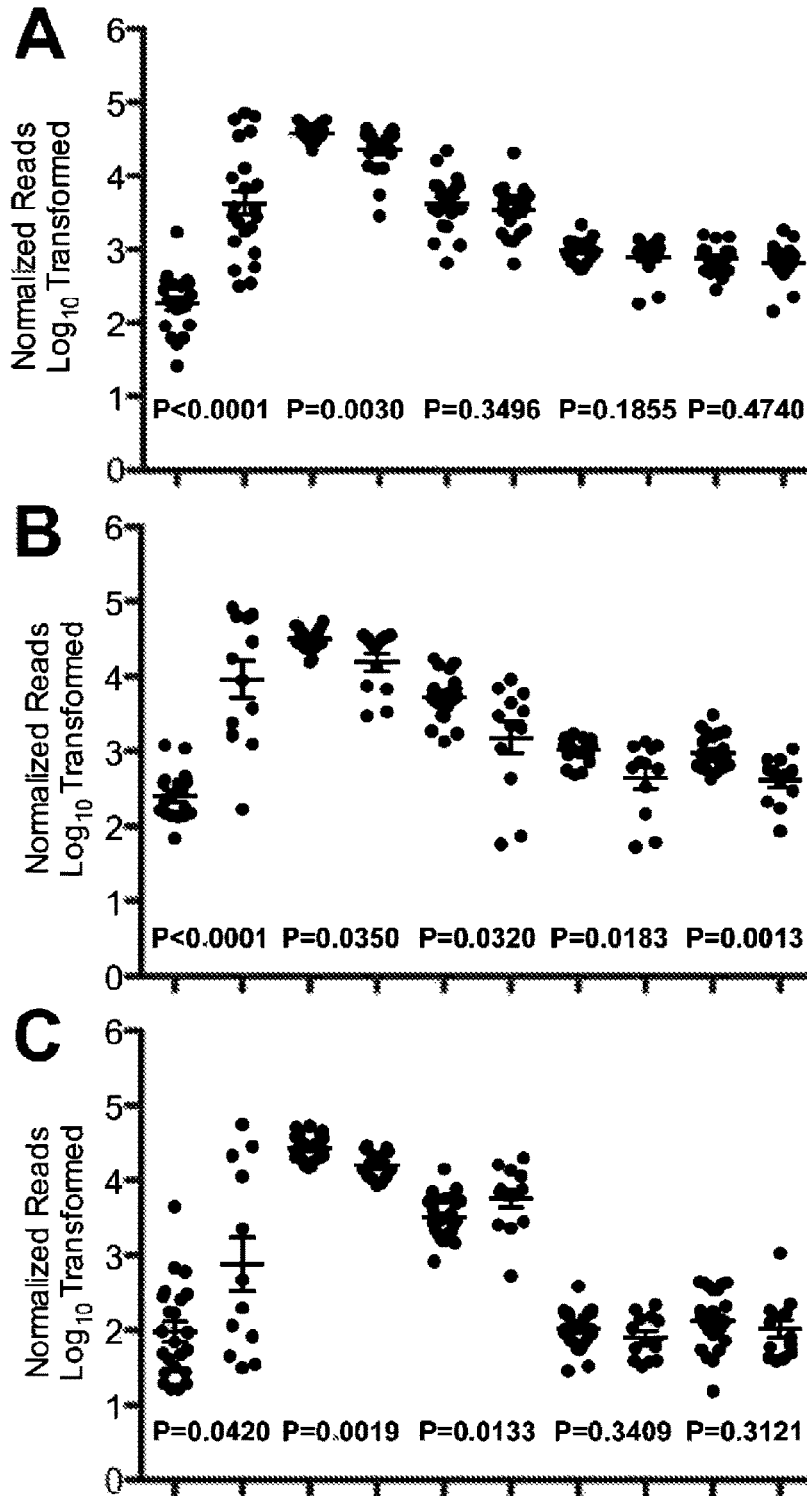 A
Normalized Reads
Log10 Transformed
6
5
4
3
2
1
0
P<0.0001 P=0.0030 P=0.3496 P=0.1855 P=0.4740
B
Normalized Reads
Log10 Transformed
6
5
4
3
2
1
0
P<0.0001 P=0.0350 P=0.0320 P=0.0183 P=0.0013
C
Normalized Reads
Log10 Transformed
6
5
4
3
2
1
0
P=0.0420 P=0.0019 P=0.0133 P=0.3409 P=0.3121